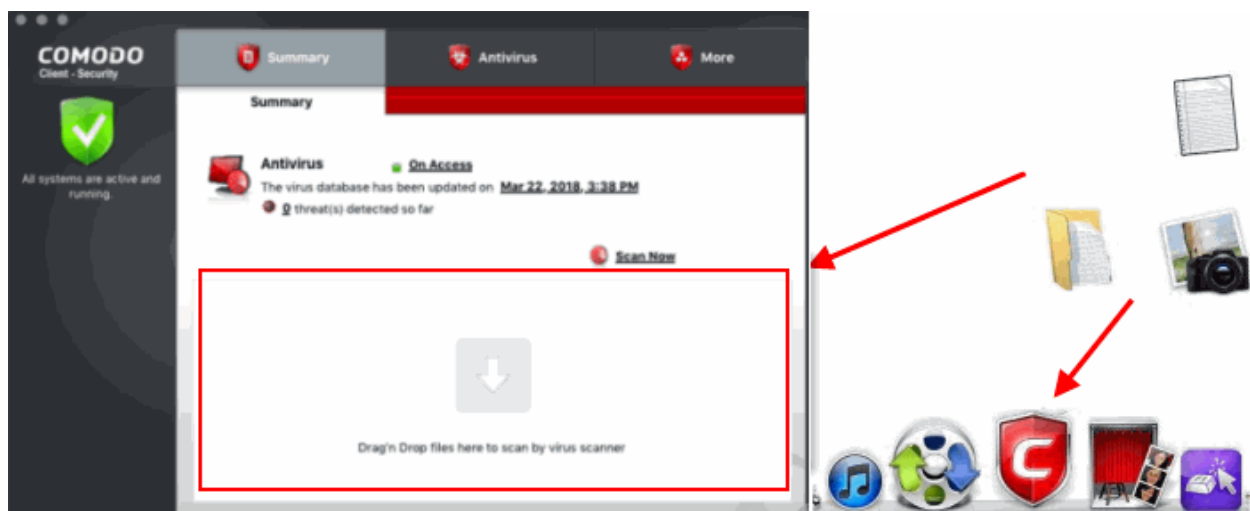 COMODO
Client - Security
Summary
Antivirus
More
Summary
All systems are active and
running.
Antivirus
On Access
The virus database has been updated on Mar 22, 2018, 3:38 PM
0 threat(s) detected so far
Scan Now
Drag'n Drop files here to scan by virus scanner
C